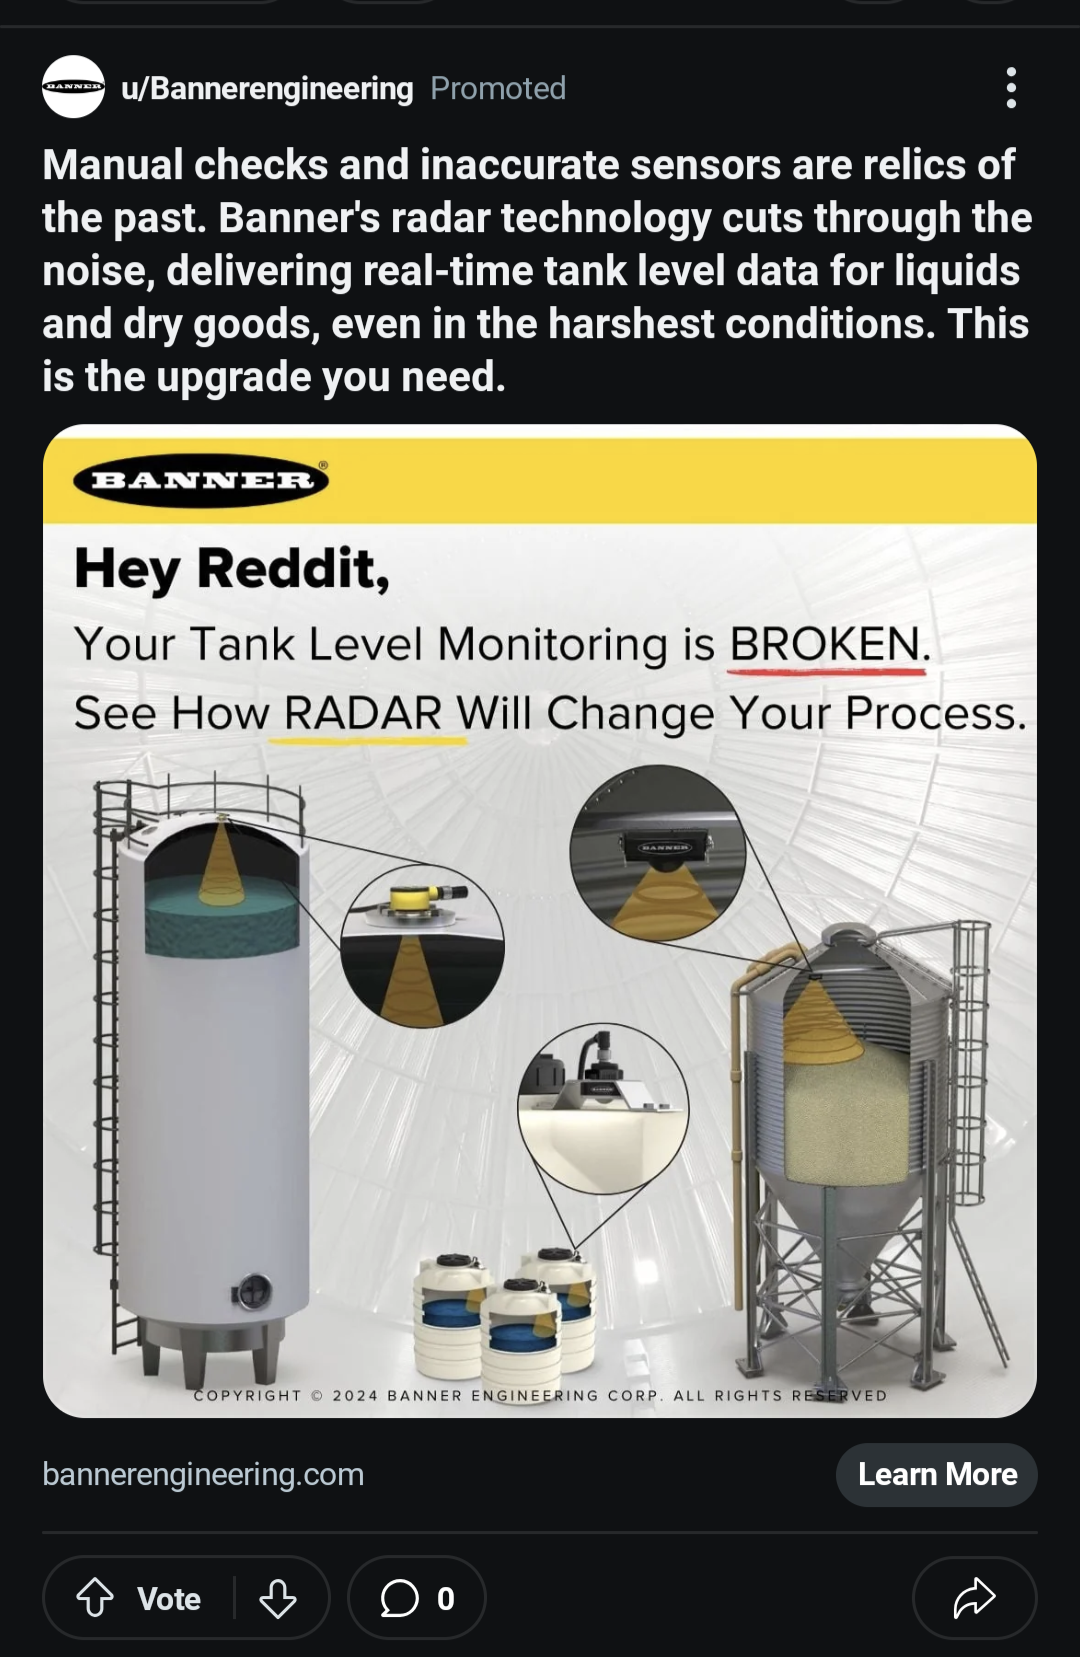 BANNER
u/Bannerengineering Promoted
Manual checks and inaccurate sensors are relics of
the past. Banner's radar technology cuts through the
noise, delivering real-time tank level data for liquids
and dry goods, even in the harshest conditions. This
is the upgrade you need.
BANNER®
Hey Reddit,
Your Tank Level Monitoring is BROKEN.
See How RADAR Will Change Your Process.
BANNER
BANNER
COPYRIGHT © 2024 BANNER ENGINEERING CORP. ALL RIGHTS RESERVED
bannerengineering.com
Learn More
Vote
0